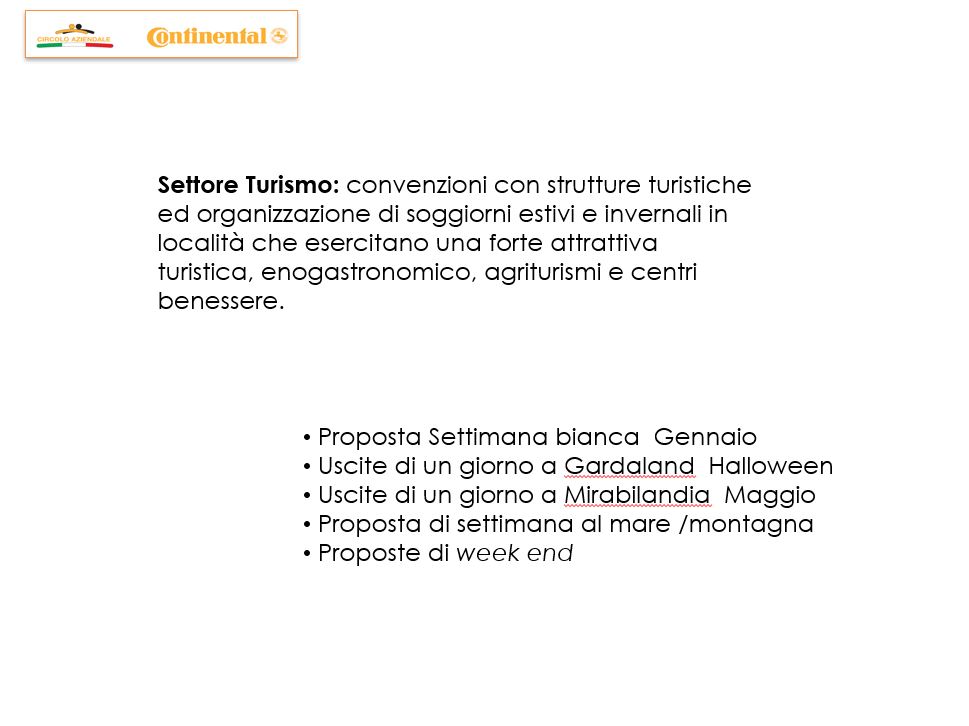 CIRCOLO AZIENDALE
Continental
Settore Turismo: convenzioni con strutture turistiche
ed organizzazione di soggiorni estivi e invernali in
località che esercitano una forte attrattiva
turistica, enogastronomico, agriturismi e centri
benessere.
• Proposta Settimana bianca  Gennaio
• Uscite di un giorno a Gardaland  Halloween
• Uscite di un giorno a Mirabilandia  Maggio
• Proposta di settimana al mare /montagna
• Proposte di week end